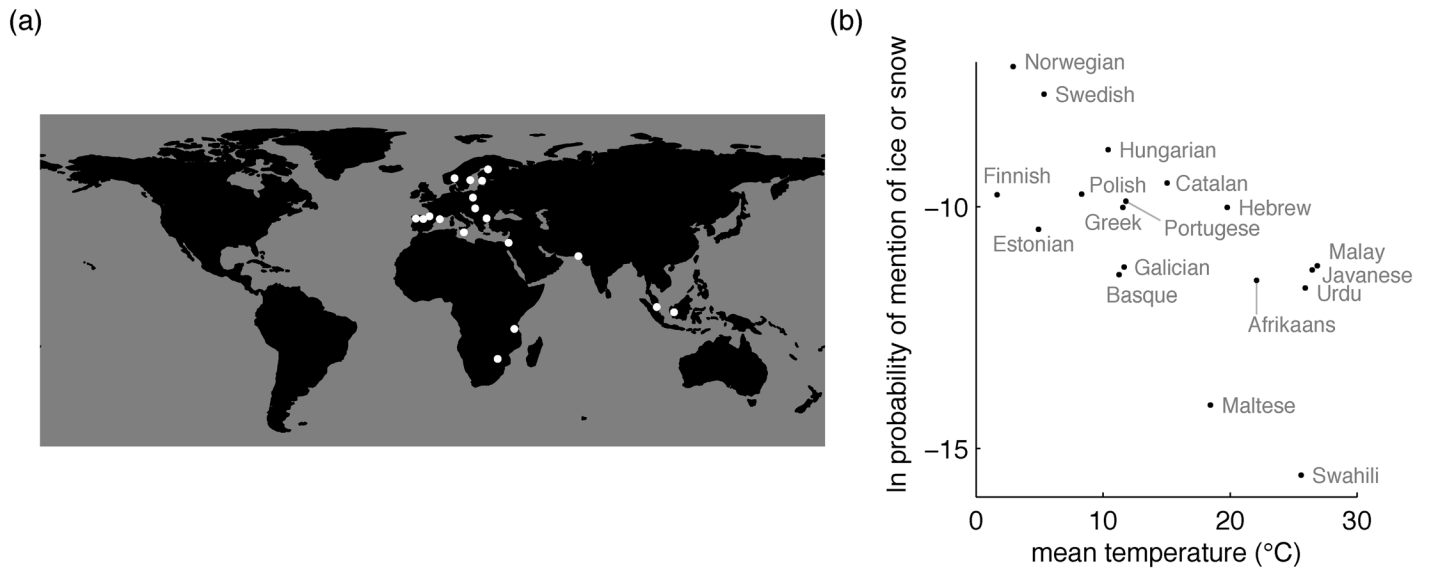 (a)
(b)
ln probability of mention of ice or snow
Norwegian
Swedish
Hungarian
Finnish
Polish
Catalan
−10
Greek
Portugese
Hebrew
Estonian
Galician
Basque
Malay
Javanese
Urdu
Afrikaans
Maltese
−15
Swahili
0
10
20
30
mean temperature (°C)